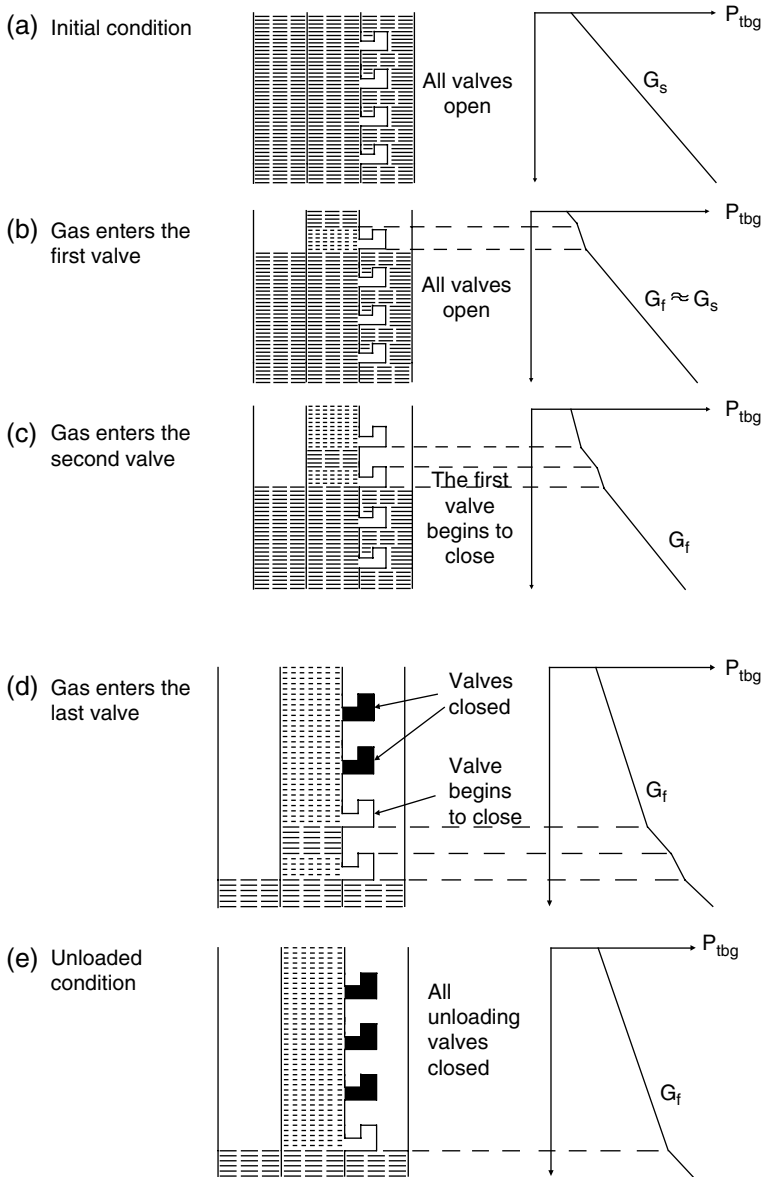 (a) Initial condition
All valves
open
P_tbg
G_s
(b) Gas enters the
first valve
All valves
open
P_tbg
G_f ≈ G_s
(c) Gas enters the
second valve
The first
valve
begins to
close
P_tbg
G_f
(d) Gas enters the
last valve
Valves
closed
Valve
begins
to close
P_tbg
G_f
(e) Unloaded
condition
All
unloading
valves
closed
P_tbg
G_f